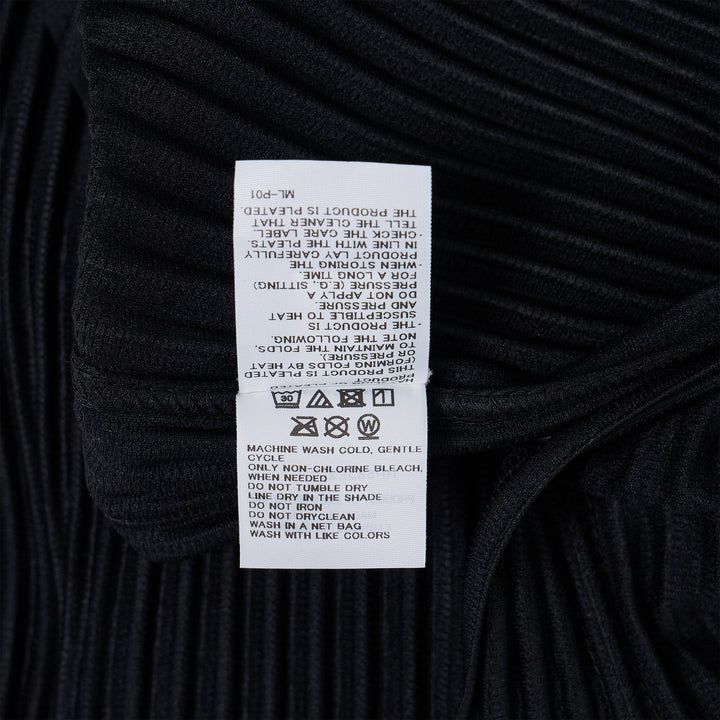 ML-P01
THE PRODUCT IS PLEATED.
TELL THE CLEANER THAT
· CHECK THE CARE LABEL.
IN LINE WITH THE PLEATS.
PRODUCT LAY CAREFULLY
· WHEN STORING THE
FOR A LONG TIME.
PRESSURE (E.G., SITTING)
DO NOT APPLY A
AND PRESSURE.
SUSCEPTIBLE TO HEAT
· THE PRODUCT IS
NOTE THE FOLLOWING.
TO MAINTAIN THE FOLDS,
OR PRESSURE).
(FORMING FOLDS BY HEAT
THIS PRODUCT IS PLEATED
30
W
MACHINE WASH COLD, GENTLE
CYCLE
ONLY NON-CHLORINE BLEACH,
WHEN NEEDED
DO NOT TUMBLE DRY
LINE DRY IN THE SHADE
DO NOT IRON
DO NOT DRYCLEAN
WASH IN A NET BAG
WASH WITH LIKE COLORS